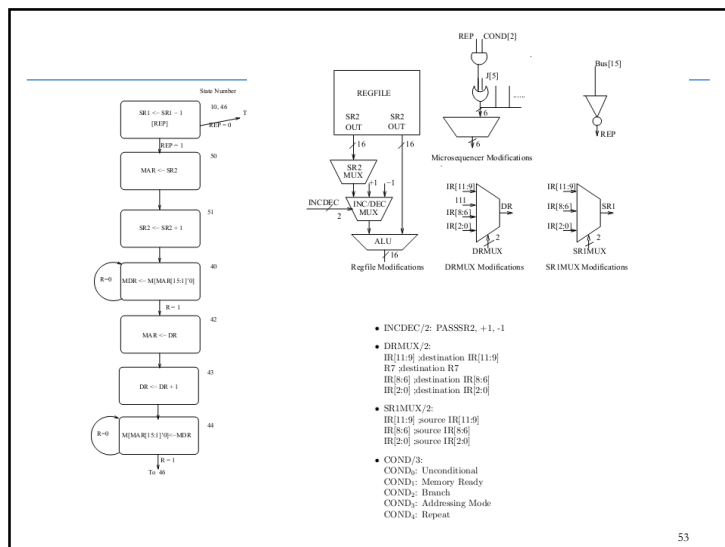 State Number
10, 46
SR1 <- SR1 - 1
[REP]
T
REP = 0
REP = 1
50
MAR <- SR2
51
SR2 <- SR2 + 1
40
R=0
MDR <- M[MAR[15:1]'0]
R = 1
42
MAR <- DR
43
DR <- DR + 1
44
R=0
M[MAR[15:1]'0]<-MDR
R = 1
To 46
REGFILE
SR2
OUT
SR2
OUT
16
16
SR2
MUX
+1
-1
INCDEC
2
INC/DEC
MUX
ALU
16
Regfile Modifications
REP
COND[2]
J[5]
......
6
6
Microsequencer Modifications
Bus[15]
REP
IR[11:9]
111
IR[8:6]
IR[2:0]
DR
2
DRMUX
DRMUX Modifications
IR[11:9]
IR[8:6]
IR[2:0]
SR1
2
SR1MUX
SR1MUX Modifications
• INCDEC/2: PASSSR2, +1, -1
• DRMUX/2:
IR[11:9] ;destination IR[11:9]
R7 ;destination R7
IR[8:6] ;destination IR[8:6]
IR[2:0] ;destination IR[2:0]
• SR1MUX/2:
IR[11:9] ;source IR[11:9]
IR[8:6] ;source IR[8:6]
IR[2:0] ;source IR[2:0]
• COND/3:
COND₀: Unconditional
COND₁: Memory Ready
COND₂: Branch
COND₃: Addressing Mode
COND₄: Repeat
53